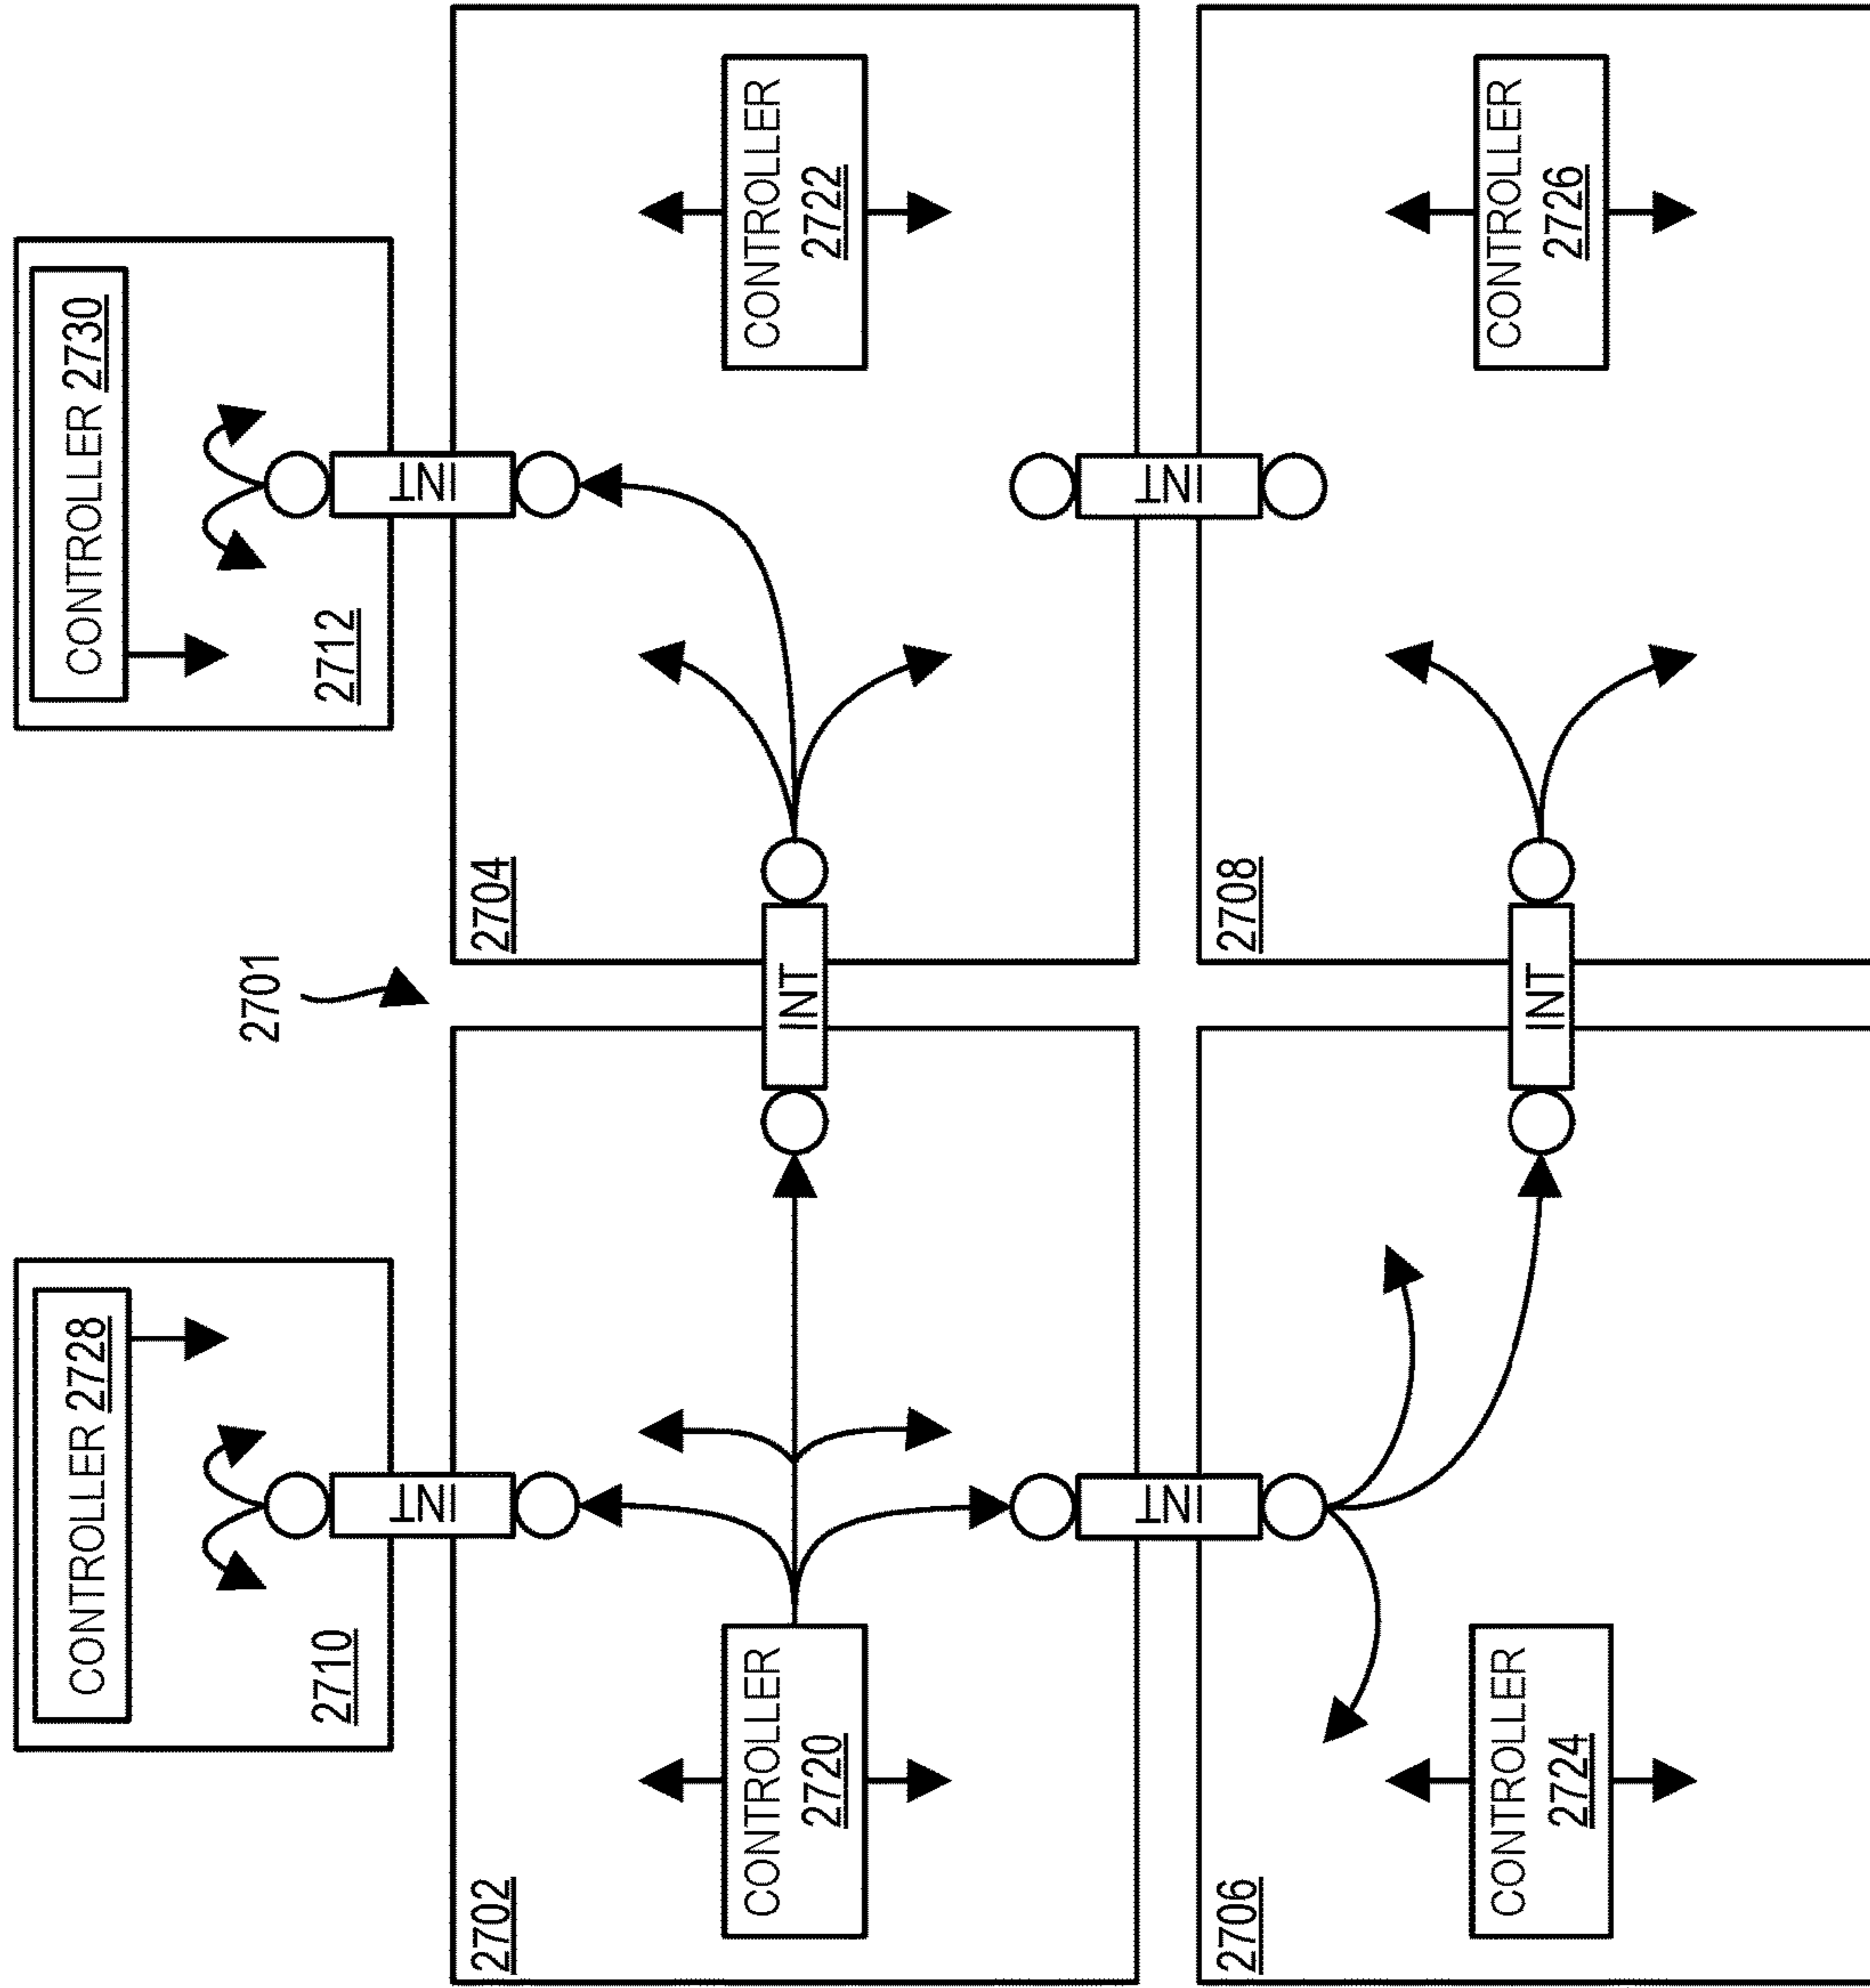 CONTROLLER 2728
CONTROLLER 2730
2701
2710
2712
INT
INT
2702
2704
CONTROLLER
2720
INT
CONTROLLER
2722
INT
INT
2706
2708
CONTROLLER
2724
INT
CONTROLLER
2726